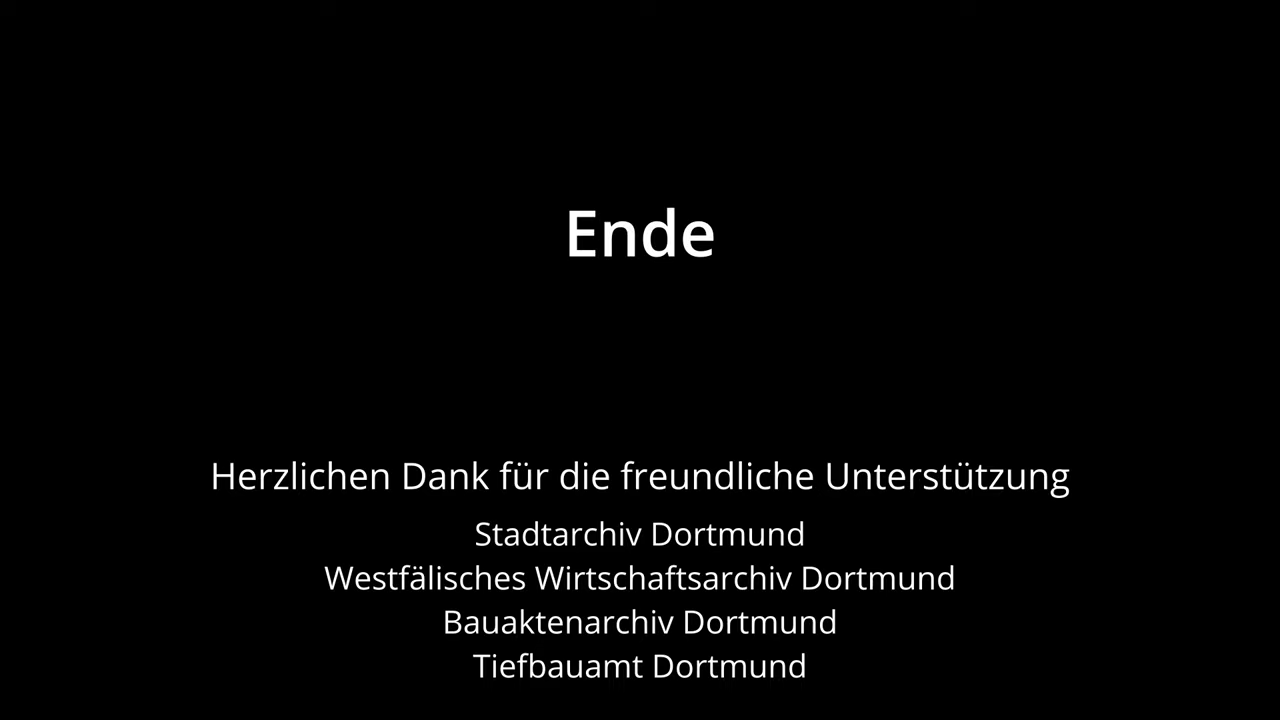 Ende
Herzlichen Dank für die freundliche Unterstützung
Stadtarchiv Dortmund
Westfälisches Wirtschaftsarchiv Dortmund
Bauaktenarchiv Dortmund
Tiefbauamt Dortmund